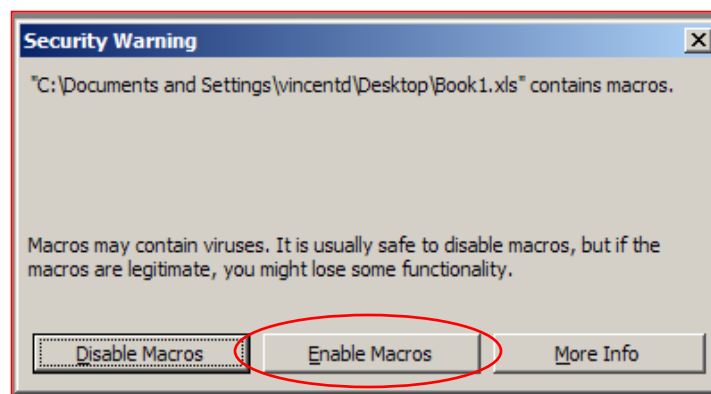 Security Warning
"C:\Documents and Settings\vincentd\Desktop\Book1.xls" contains macros.
Macros may contain viruses. It is usually safe to disable macros, but if the
macros are legitimate, you might lose some functionality.
Disable Macros Enable Macros More Info